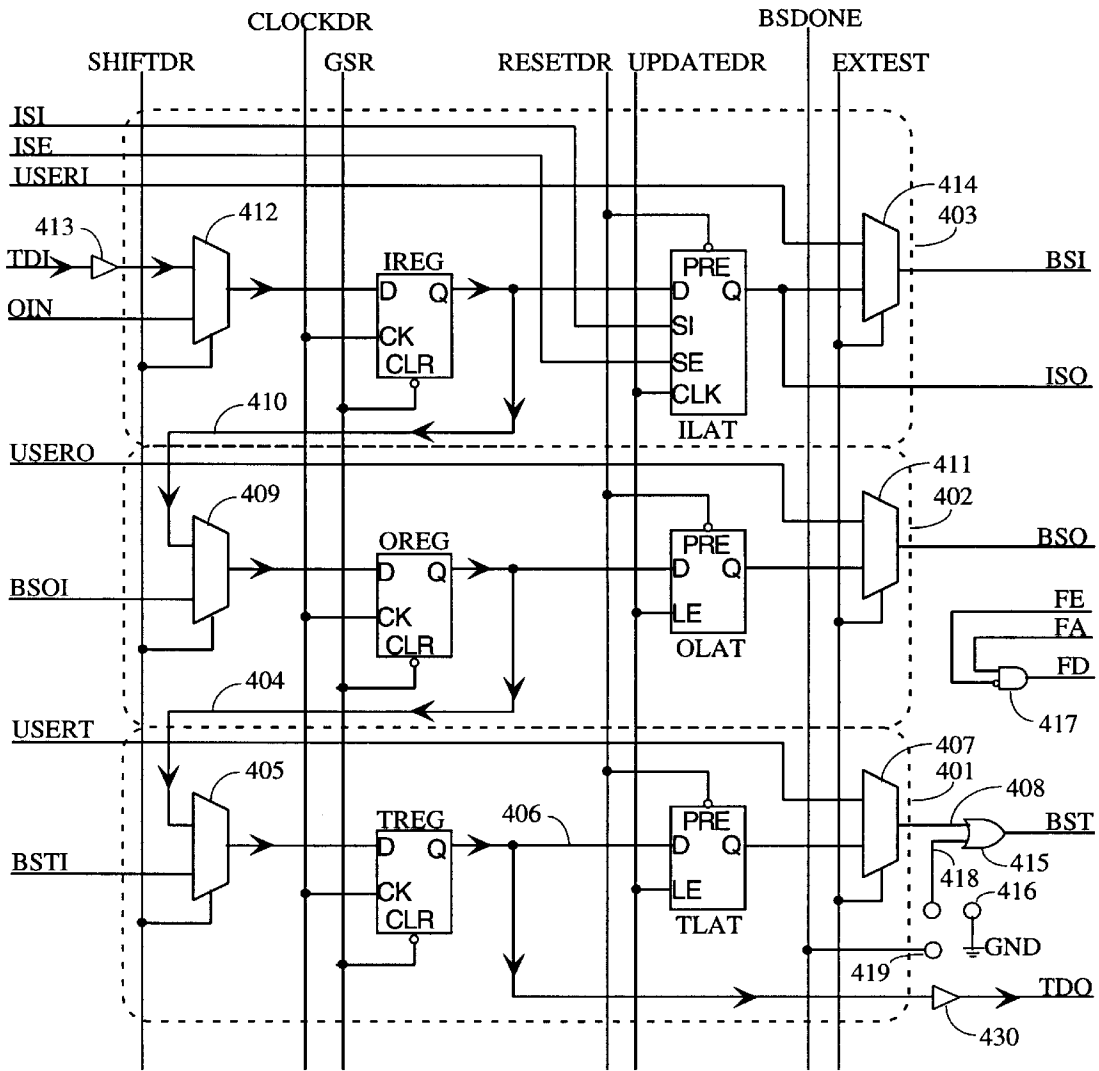 CLOCKDR
BSDONE
SHIFTDR
GSR
RESETDR
UPDATEDR
EXTEST
ISI
ISE
USERI
412
414
403
413
TDI
IREG
PRE
BSI
D Q
D Q
OIN
SI
CK
SE
CLR
CLK
ISO
410
ILAT
USERO
411
409
402
OREG
PRE
BSO
D Q
D Q
BSOI
FE
CK
LE
FA
CLR
OLAT
FD
404
417
USERT
407
405
401
TREG
406
PRE
408
BST
D Q
D Q
415
BSTI
418
CK
LE
416
CLR
TLAT
GND
419
TDO
430